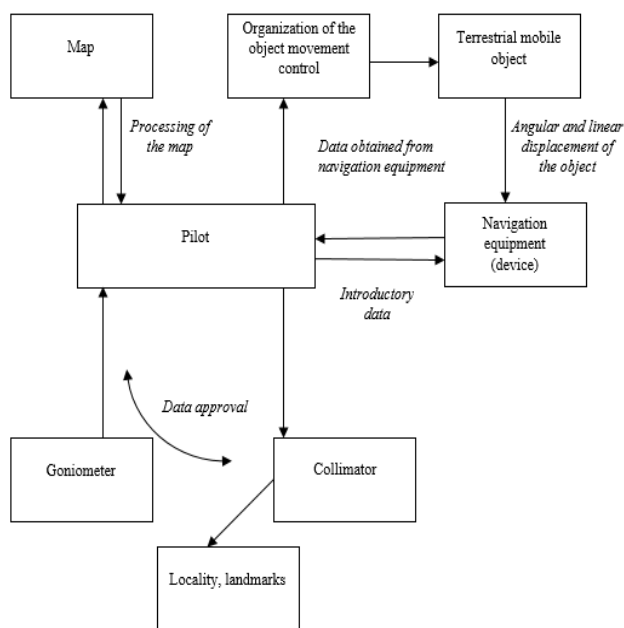 Map
Organization of the
object movement
control
Terrestrial mobile
object
Processing of
the map
Data obtained from
navigation equipment
Angular and linear
displacement of
the object
Pilot
Navigation
equipment
(device)
Introductory
data
Data approval
Goniometer
Collimator
Locality, landmarks